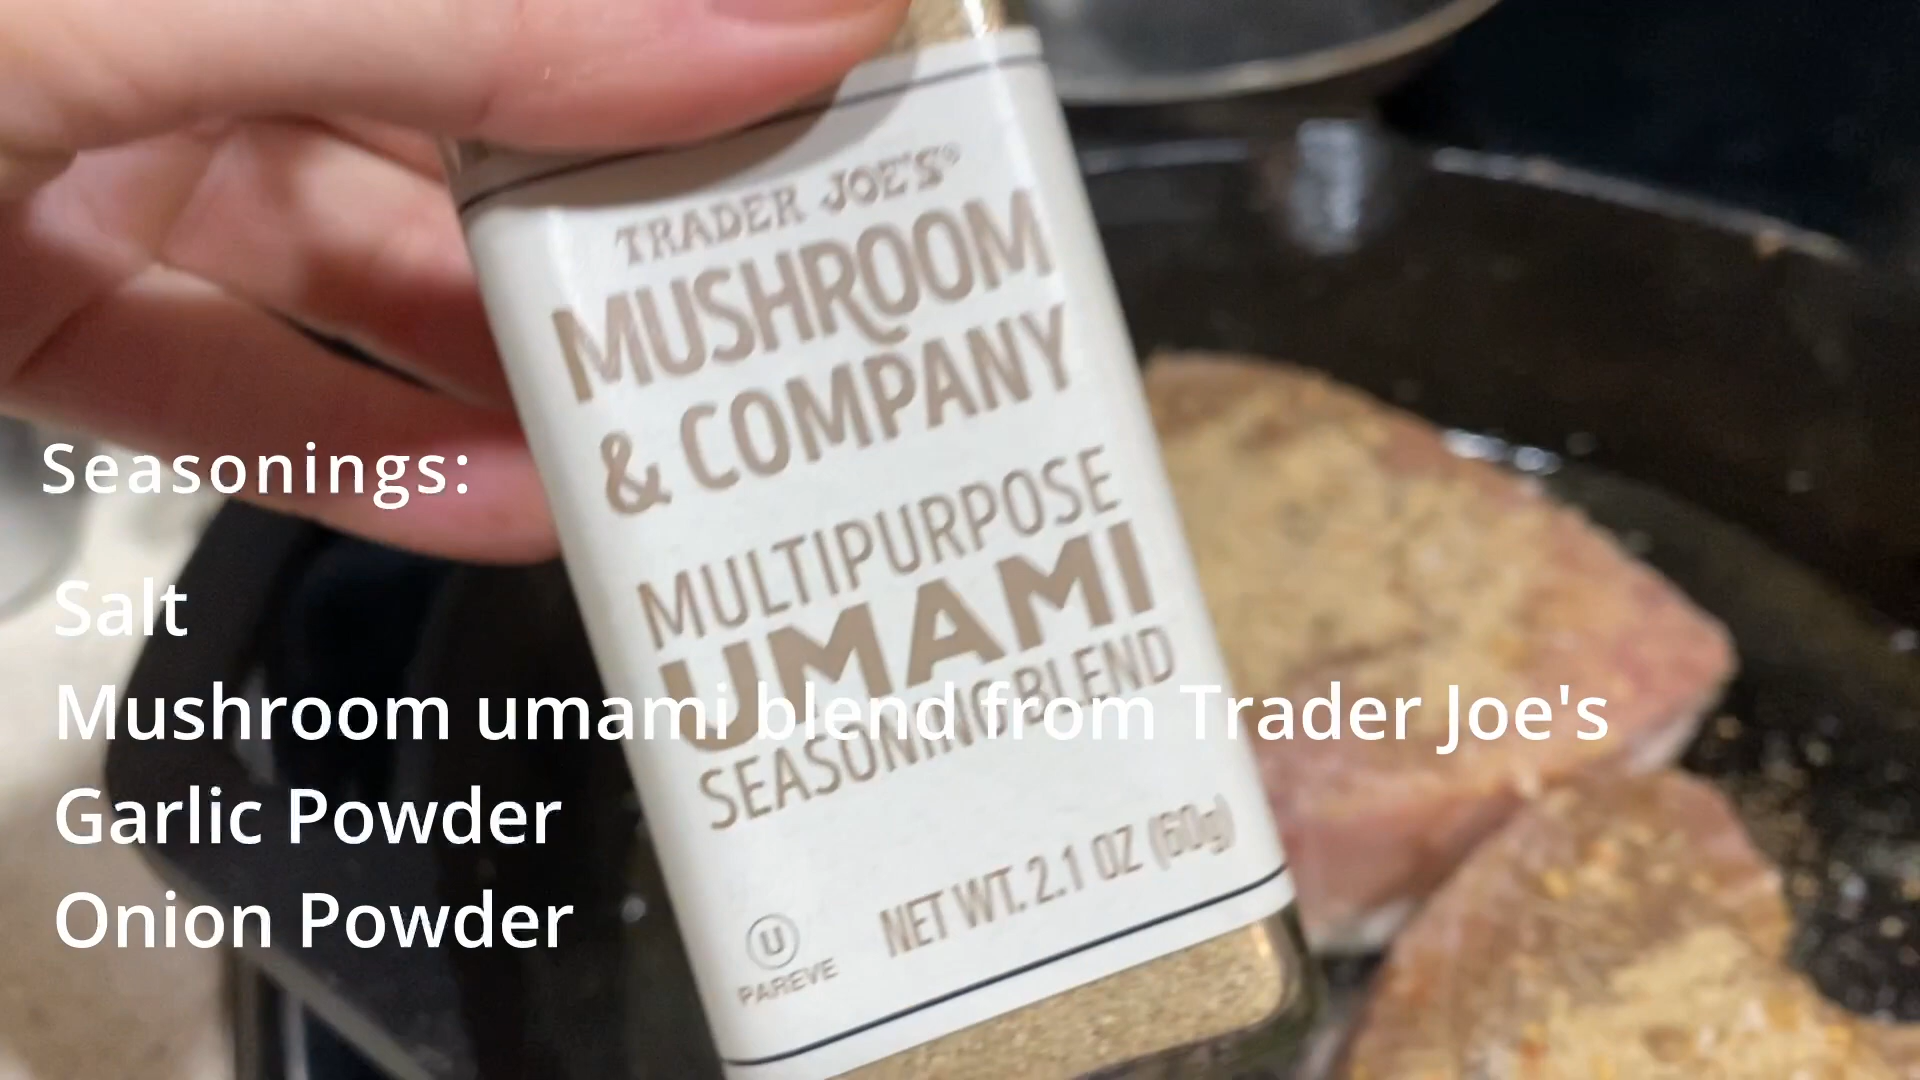 TRADER JOE'S®
MUSHROOM
& COMPANY
MULTIPURPOSE
UMAMI
SEASONING BLEND
NET WT. 2.1 OZ (60g)
U
PAREVE
Seasonings:
Salt
Mushroom umami blend from Trader Joe's
Garlic Powder
Onion Powder